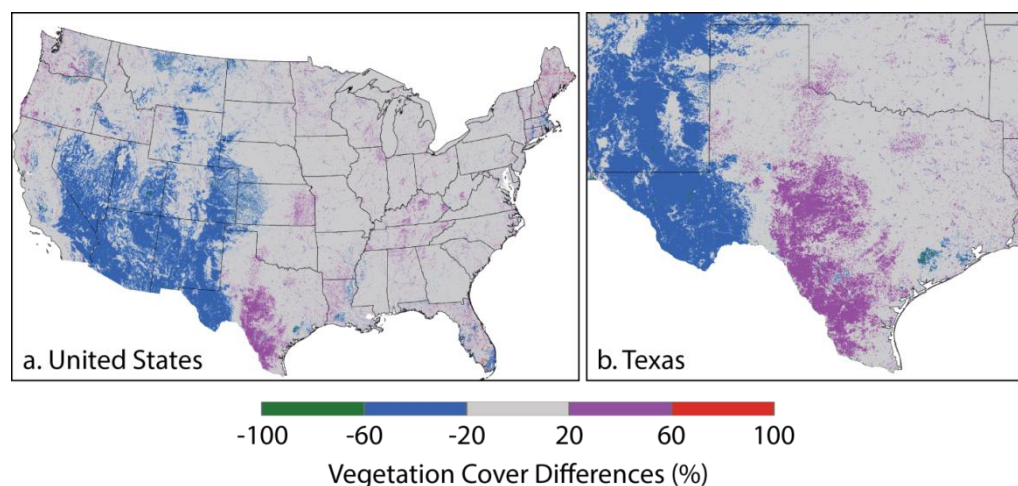 a. United States
b. Texas
-100 -60 -20 20 60 100
Vegetation Cover Differences (%)